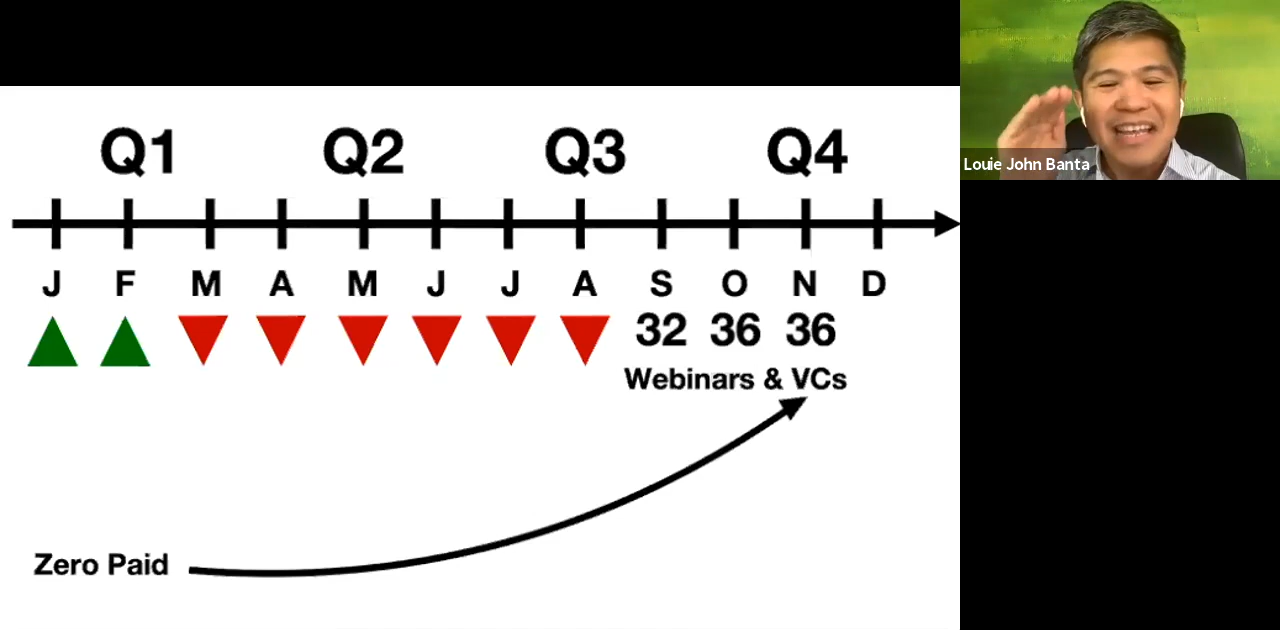 Q1 Q2 Q3 Q4
J F M A M J J A S O N D
32 36 36
Webinars & VCs
Zero Paid
Louie John Banta